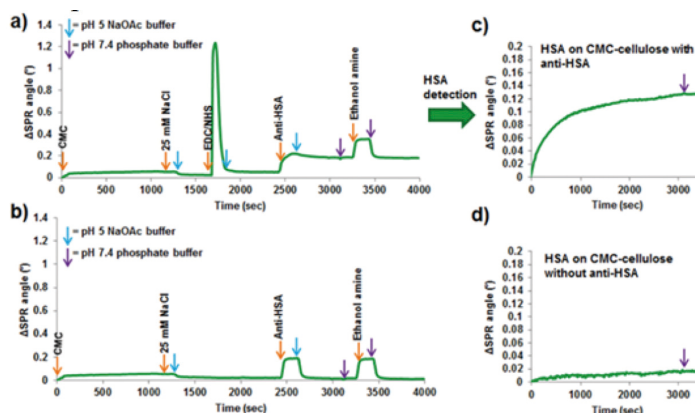 a)
= pH 5 NaOAc buffer
= pH 7.4 phosphate buffer
ΔSPR angle (°)
1.4
1.2
1
0.8
0.6
0.4
0.2
0
CMC
25 mM NaCl
EDC/NHS
Anti-HSA
Ethanol amine
0 500 1000 1500 2000 2500 3000 3500 4000
Time (sec)
HSA
detection
c)
HSA on CMC-cellulose with
anti-HSA
ΔSPR angle (°)
0.2
0.18
0.16
0.14
0.12
0.1
0.08
0.06
0.04
0.02
0
0 1000 2000 3000
Time (sec)
b)
= pH 5 NaOAc buffer
= pH 7.4 phosphate buffer
ΔSPR angle (°)
1.4
1.2
1
0.8
0.6
0.4
0.2
0
CMC
25 mM NaCl
Anti-HSA
Ethanol amine
0 500 1000 1500 2000 2500 3000 3500 4000
Time (sec)
d)
HSA on CMC-cellulose
without anti-HSA
ΔSPR angle (°)
0.2
0.18
0.16
0.14
0.12
0.1
0.08
0.06
0.04
0.02
0
0 1000 2000 3000
Time (sec)